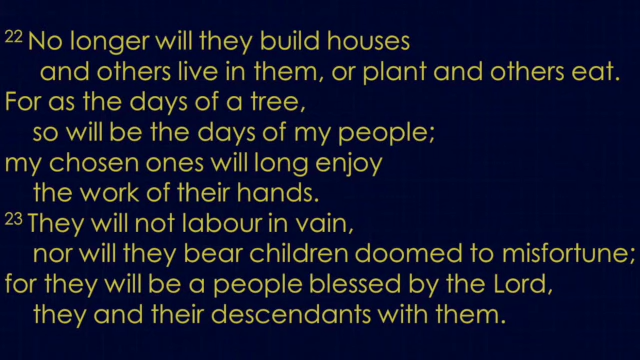 22 No longer will they build houses
and others live in them, or plant and others eat.
For as the days of a tree,
so will be the days of my people;
my chosen ones will long enjoy
the work of their hands.
23 They will not labour in vain,
nor will they bear children doomed to misfortune;
for they will be a people blessed by the Lord,
they and their descendants with them.